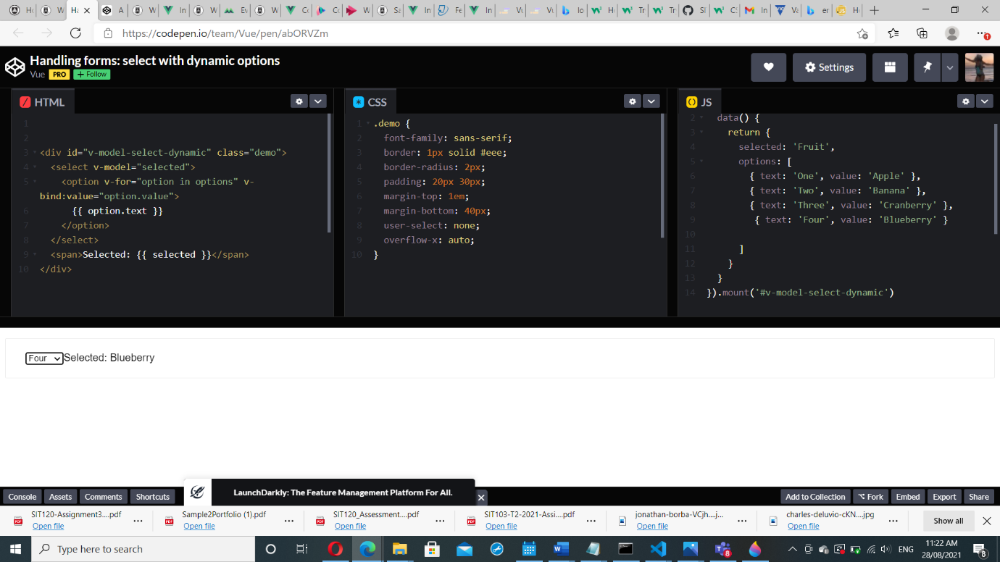 https://codepen.io/team/Vue/pen/abORVZm
Handling forms: select with dynamic options
Vue PRO + Follow
Settings
HTML
1
2
3 <div id="v-model-select-dynamic" class="demo">
4 <select v-model="selected">
5 <option v-for="option in options" v-
bind:value="option.value">
6 {{ option.text }}
7 </option>
8 </select>
9 <span>Selected: {{ selected }}</span>
10 </div>
CSS
1 .demo {
2 font-family: sans-serif;
3 border: 1px solid #eee;
4 border-radius: 2px;
5 padding: 20px 30px;
6 margin-top: 1em;
7 margin-bottom: 40px;
8 user-select: none;
9 overflow-x: auto;
10 }
JS
2 data() {
3 return {
4 selected: 'Fruit',
5 options: [
6 { text: 'One', value: 'Apple' },
7 { text: 'Two', value: 'Banana' },
8 { text: 'Three', value: 'Cranberry' },
9 { text: 'Four', value: 'Blueberry' }
10
11 ]
12 }
13 }
14 }).mount('#v-model-select-dynamic')
Four Selected: Blueberry
Console Assets Comments Shortcuts
LaunchDarkly: The Feature Management Platform For All.
Add to Collection Fork Embed Export Share
SIT120-Assignment3....pdf
Open file
Sample2Portfolio (1).pdf
Open file
SIT120_Assessment....pdf
Open file
SIT103-T2-2021-Assi....pdf
Open file
jonathan-borba-VCjh....j...
Open file
charles-deluvio-cKN....jpg
Open file
Show all
Type here to search
ENG
11:22 AM
28/08/2021
8
8